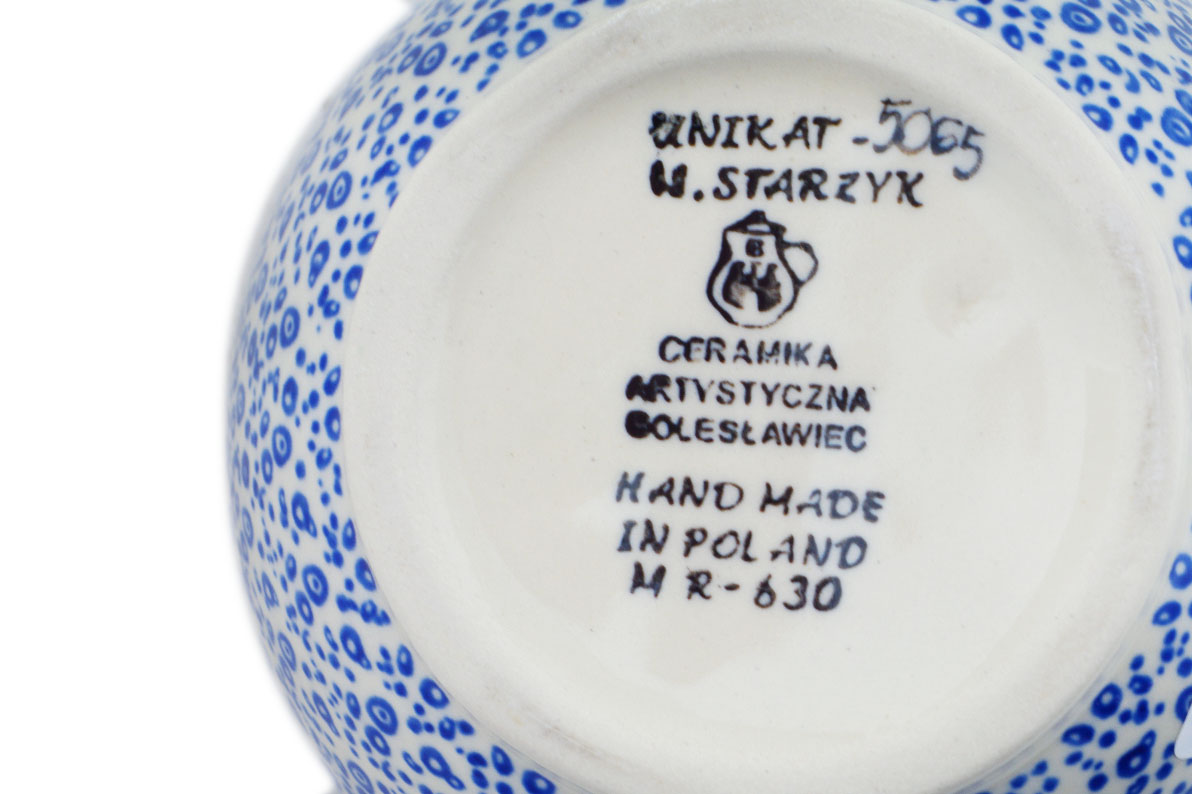 UNIKAT - 5065
W. STARZYK
B
CERAMIKA
ARTYSTYCZNA
BOLESŁAWIEC
HAND MADE
IN POLAND
MR-630